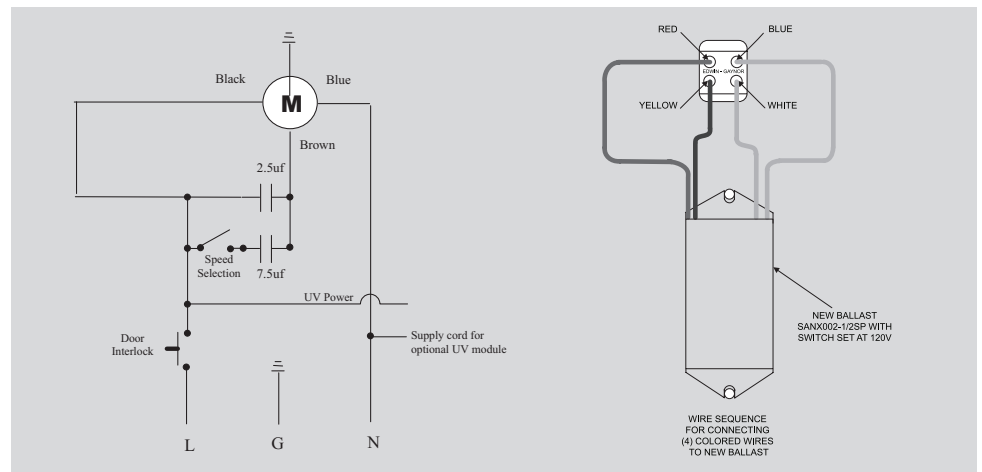 Black
Blue
M
Brown
2.5uf
Speed
Selection
7.5uf
UV Power
Door
Interlock
Supply cord for
optional UV module
L
G
N
RED
BLUE
EDWIN • GAYNOR
YELLOW
WHITE
NEW BALLAST
SANX002-1/2SP WITH
SWITCH SET AT 120V
WIRE SEQUENCE
FOR CONNECTING
(4) COLORED WIRES
TO NEW BALLAST